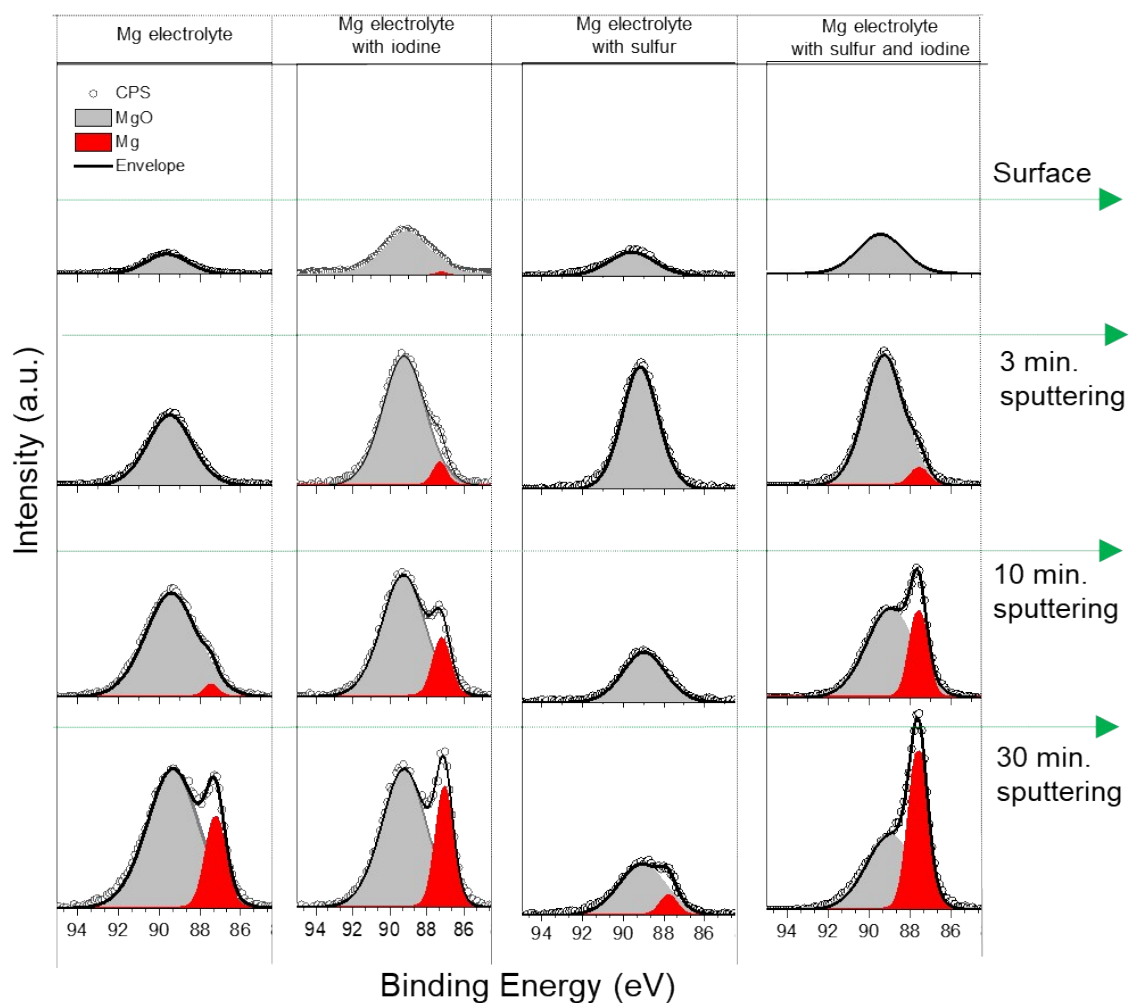 Mg electrolyte
Mg electrolyte
with iodine
Mg electrolyte
with sulfur
Mg electrolyte
with sulfur and iodine
CPS
MgO
Mg
Envelope
Surface
3 min.
sputtering
10 min.
sputtering
30 min.
sputtering
Intensity (a.u.)
94 92 90 88 86
94 92 90 88 86
94 92 90 88 86
94 92 90 88 86
Binding Energy (eV)